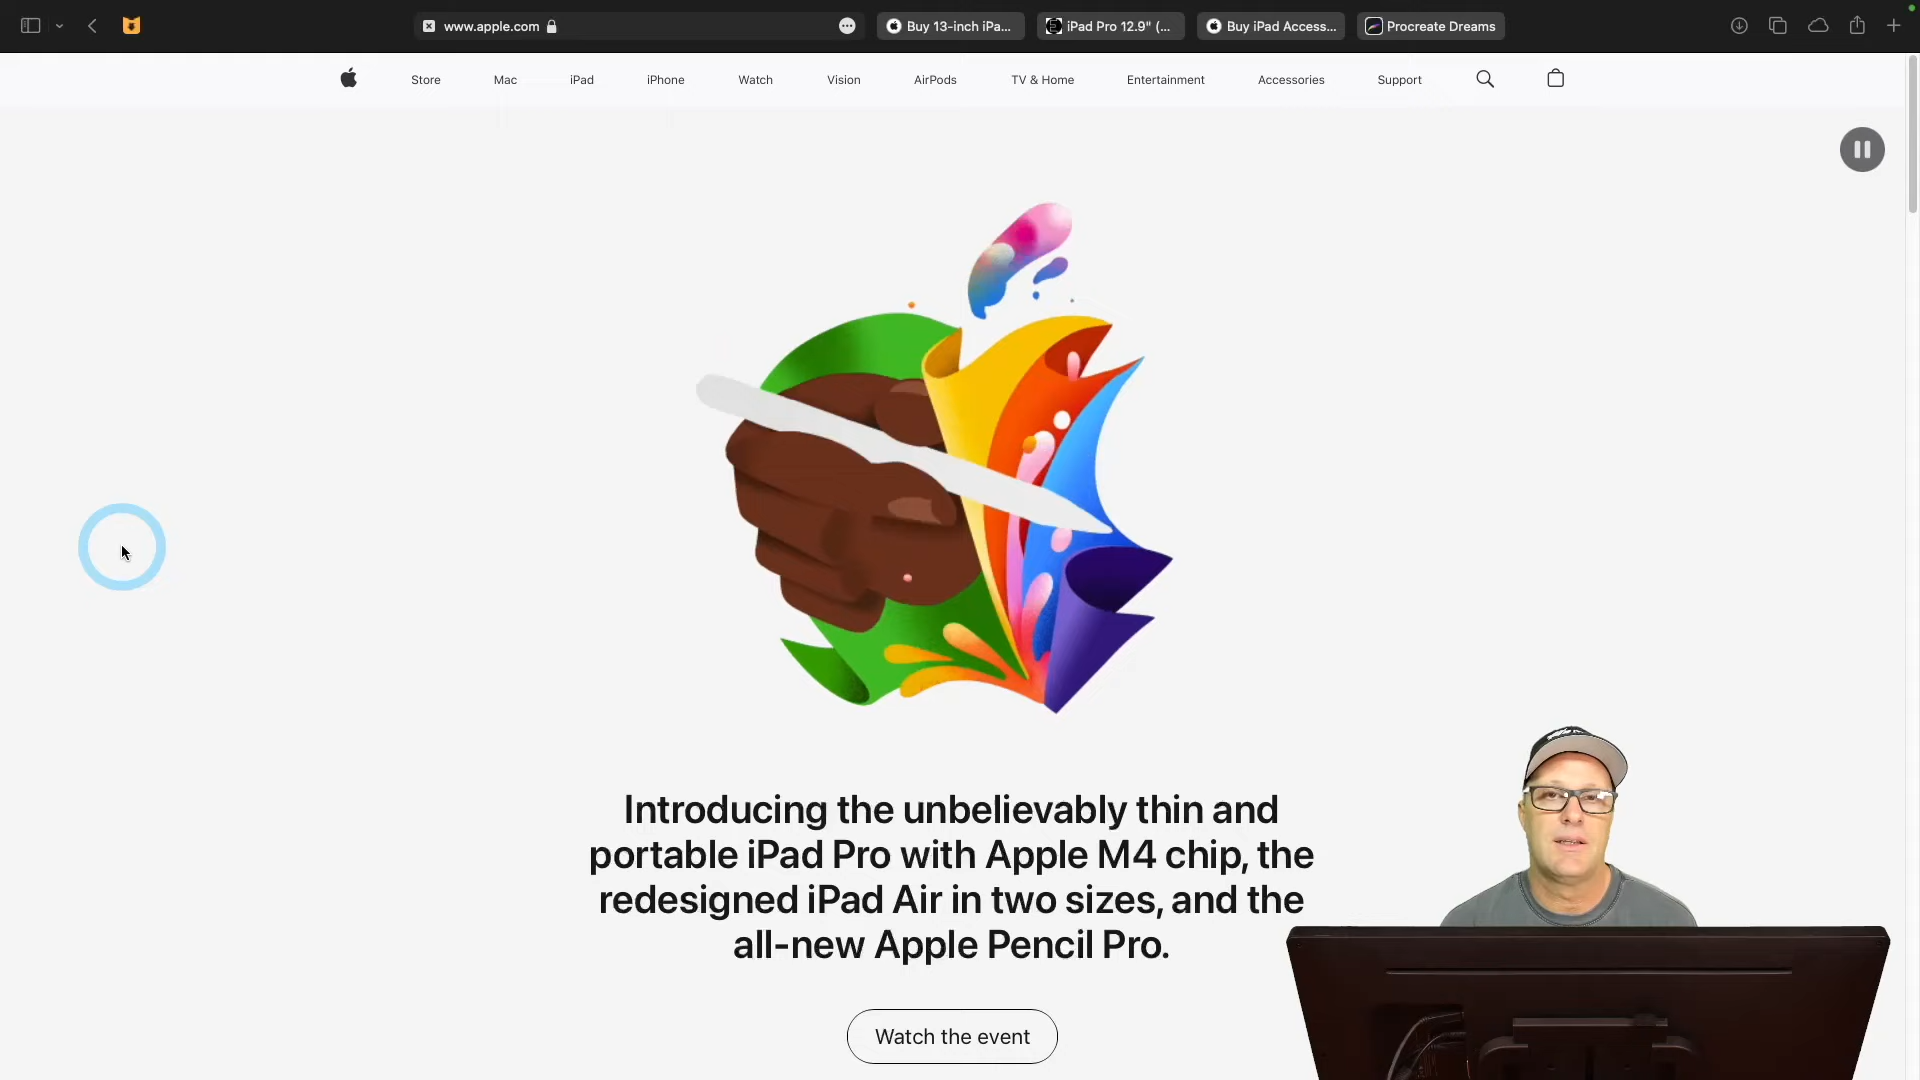 www.apple.com
Buy 13-inch iPa...
iPad Pro 12.9" (...
Buy iPad Access...
Procreate Dreams
Store
Mac
iPad
iPhone
Watch
Vision
AirPods
TV & Home
Entertainment
Accessories
Support
Introducing the unbelievably thin and
portable iPad Pro with Apple M4 chip, the
redesigned iPad Air in two sizes, and the
all-new Apple Pencil Pro.
Watch the event